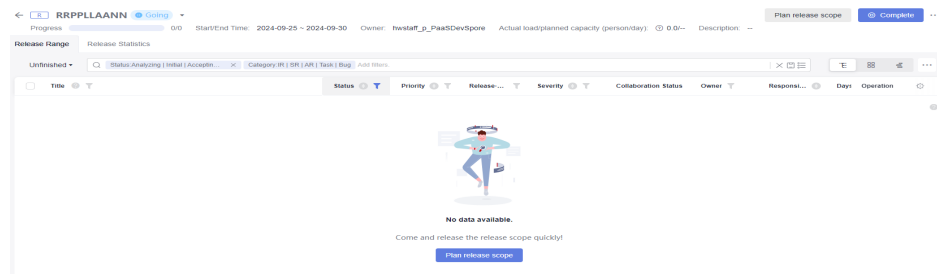 R RRPPLLAANN Going
Plan release scope Complete
Progress 0/0 Start/End Time: 2024-09-25 ~ 2024-09-30 Owner: hwstaff_p_PaaSDevSpore Actual load/planned capacity (person/day): 0.0/-- Description: --
Release Range Release Statistics
Unfinished Status:Analyzing | Initial | Acceptin... × Category:IR | SR | AR | Task | Bug Add filters
Title Status Priority Release-... Severity Collaboration Status Owner Responsi... Days Operation
No data available.
Come and release the release scope quickly!
Plan release scope